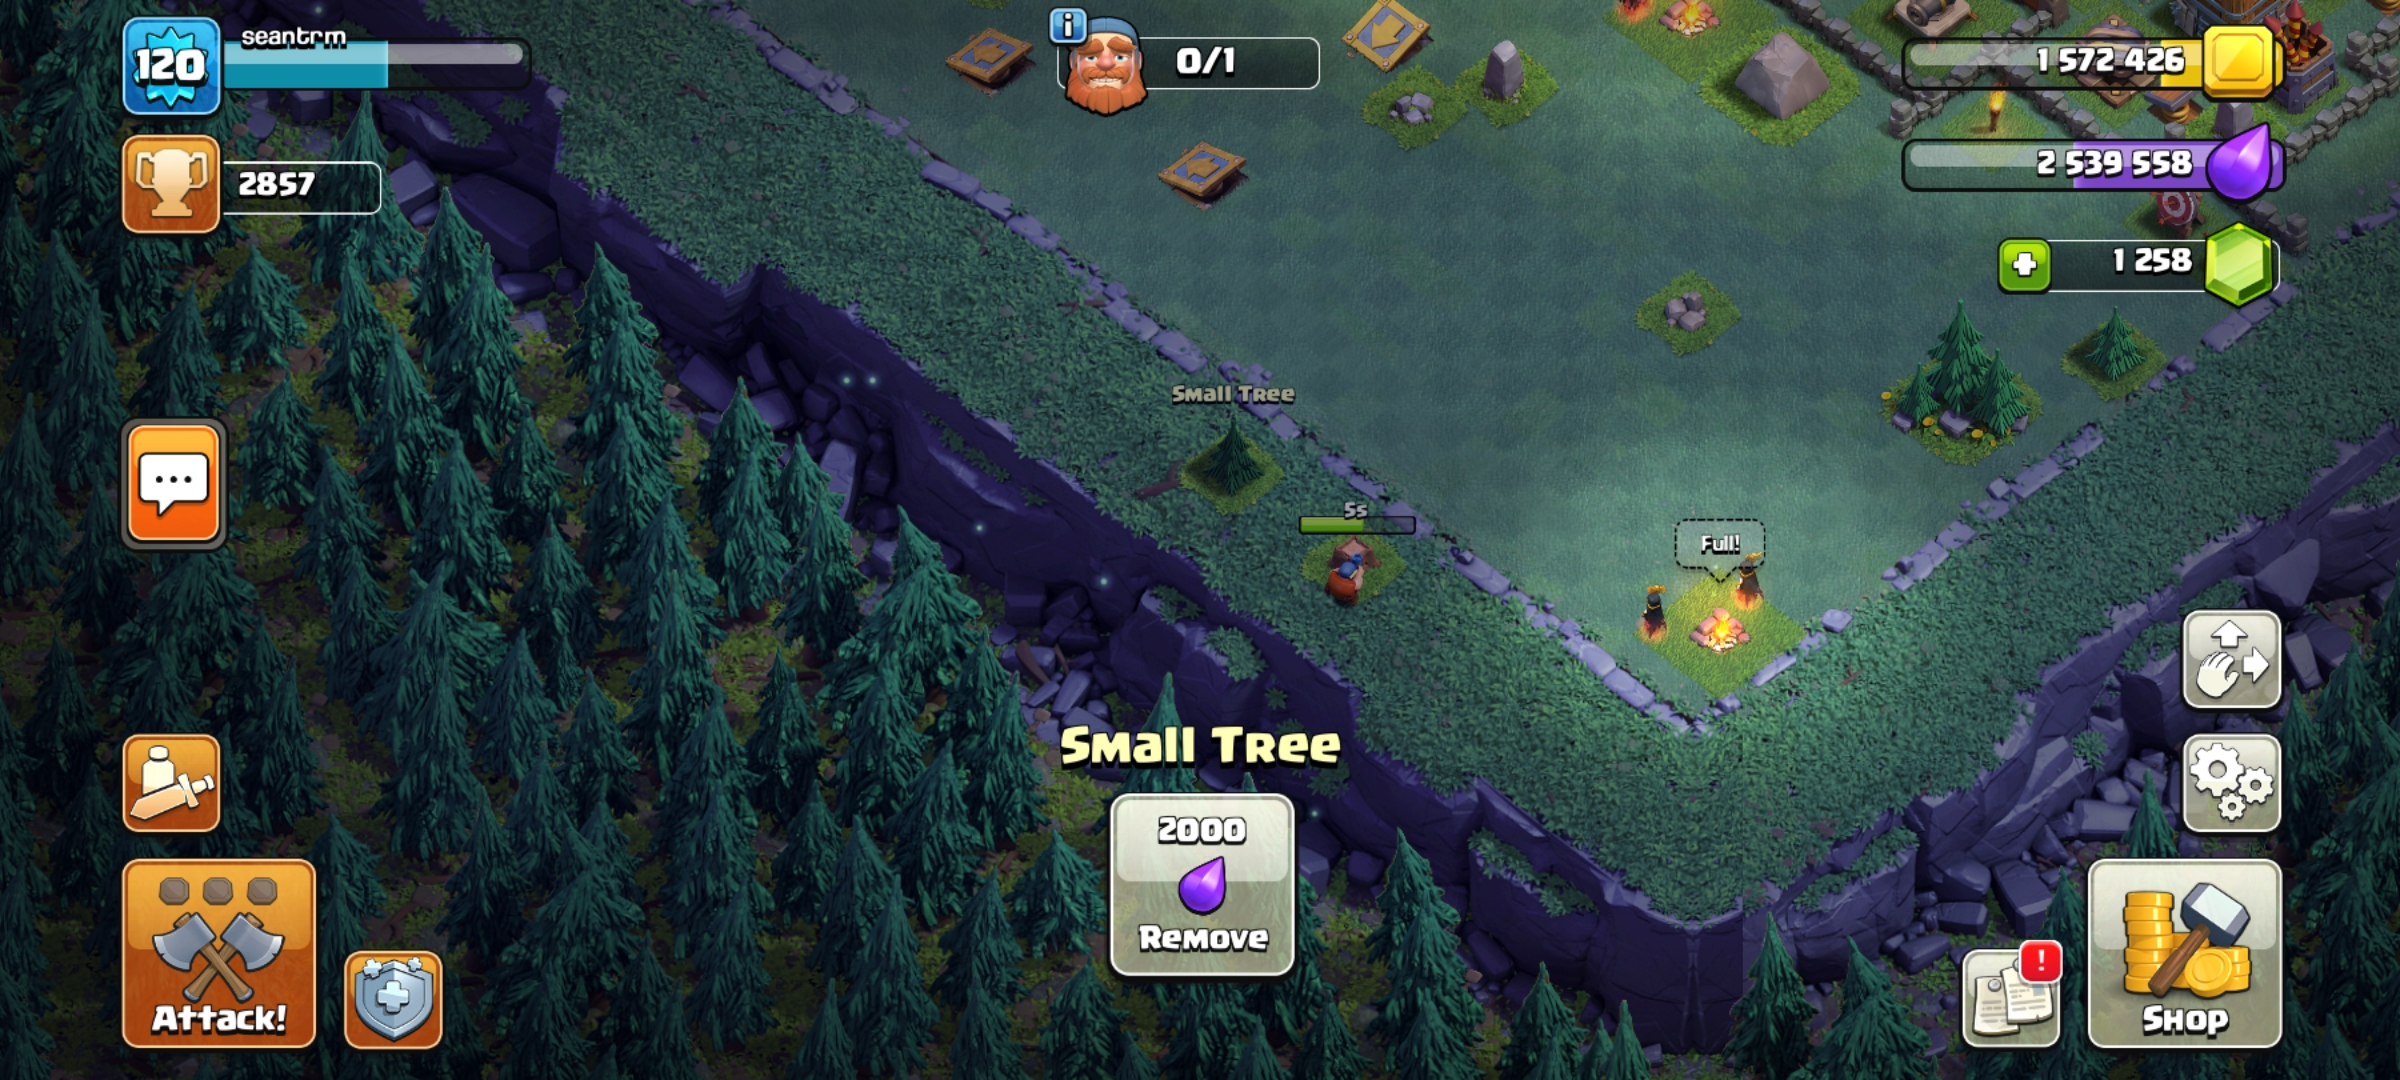 120
seantrm
i
0/1
1 572 426
2857
2 539 558
1 258
Small Tree
5s
Full!
Small Tree
2000
Remove
Attack!
!
Shop